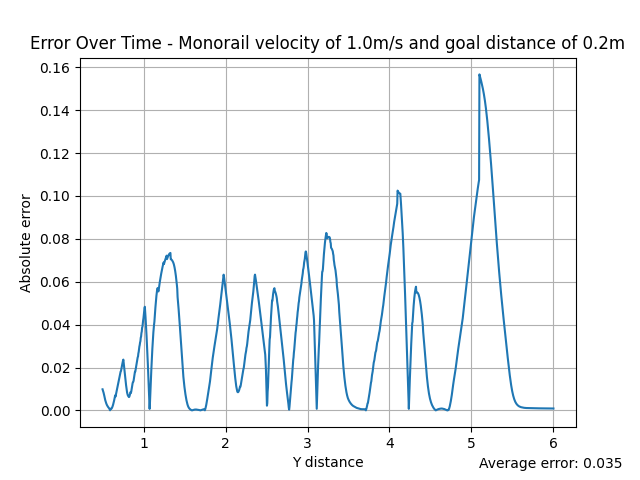 Error Over Time - Monorail velocity of 1.0m/s and goal distance of 0.2m
0.16
0.14
0.12
0.10
0.08
0.06
0.04
0.02
0.00
Absolute error
1 2 3 4 5 6
Y distance
Average error: 0.035